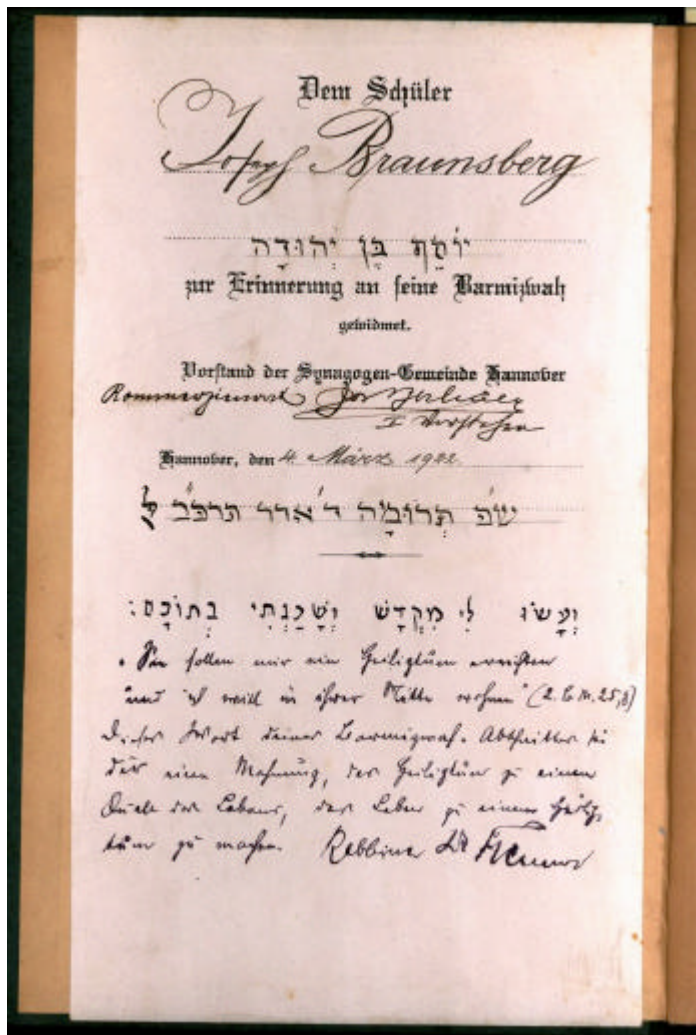 Dem Schüler
Joseph Braunsberg
יוֹסֵף בֶּן יְהוּדָה
zur Erinnerung an seine Barmizwah
gewidmet.
Vorstand der Synagogen-Gemeinde Hannover
Kommerzienrat
I Vorsteher
Hannover, den 4. März 1922.
ש״פ תְּרוּמָה ד׳ אדר תרפ״ב
וְעָשׂוּ לִי מִקְדָּשׁ וְשָׁכַנְתִּי בְּתוֹכָם:
„Sie sollen mir ein Heiligtum errichten
und ich will in ihrer Mitte wohnen" (2. B. M. 25,8)
Dieses Wort deiner Barmizwah-Abschnittes sei
dir eine Mahnung, das Heiligtum zu einem
Quell des Lebens, das Leben zu einem Heilig-
tum zu machen. Rabbiner Dr